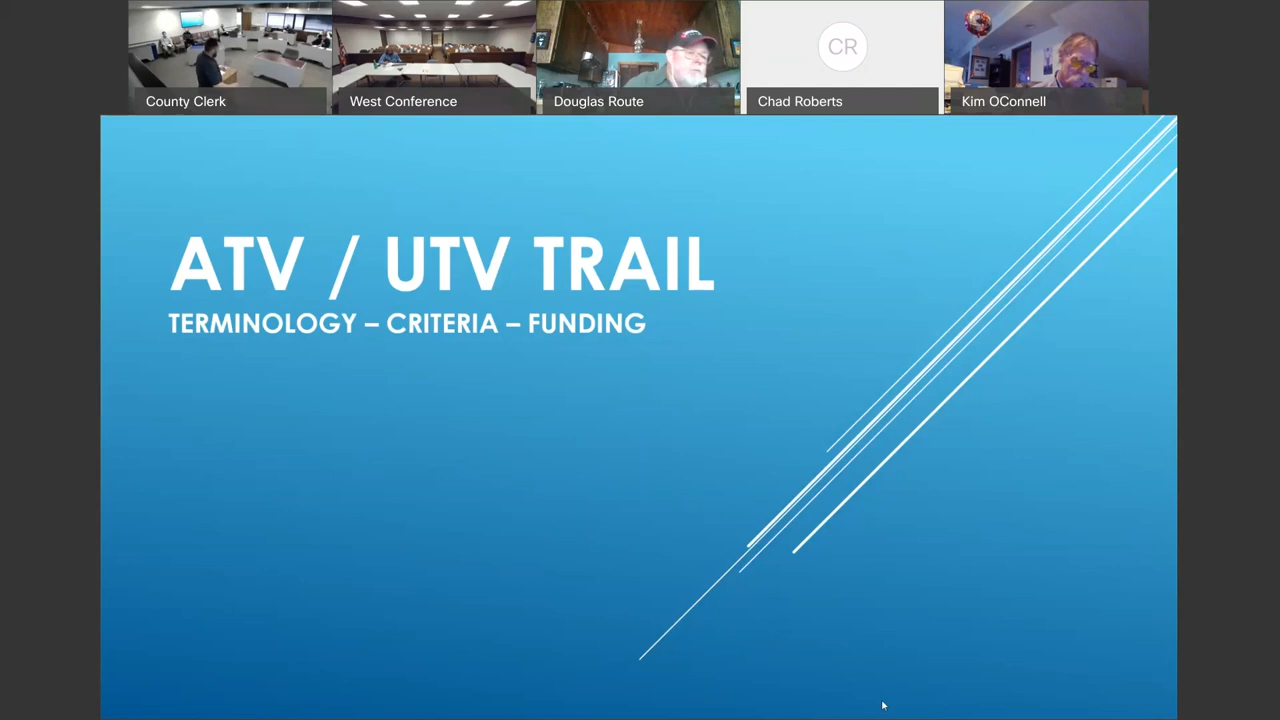 County Clerk
West Conference
Douglas Route
CR
Chad Roberts
Kim OConnell
ATV / UTV TRAIL
TERMINOLOGY – CRITERIA – FUNDING